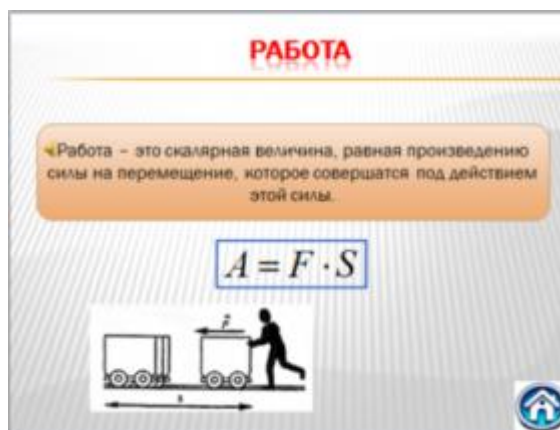 РАБОТА
Работа – это скалярная величина, равная произведению
силы на перемещение, которое совершатся под действием
этой силы.
A = F · S
F
s